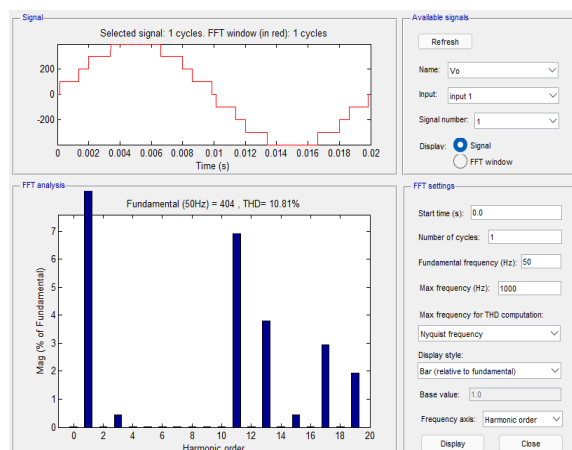 Signal
Selected signal: 1 cycles. FFT window (in red): 1 cycles
200
0
-200
0 0.002 0.004 0.006 0.008 0.01 0.012 0.014 0.016 0.018 0.02
Time (s)
FFT analysis
Fundamental (50Hz) = 404 , THD= 10.81%
7
6
5
4
3
2
1
0
Mag (% of Fundamental)
0 2 4 6 8 10 12 14 16 18 20
Harmonic order
Available signals
Refresh
Name: Vo
Input: input 1
Signal number: 1
Display: Signal
FFT window
FFT settings
Start time (s): 0.0
Number of cycles: 1
Fundamental frequency (Hz): 50
Max frequency (Hz): 1000
Max frequency for THD computation:
Nyquist frequency
Display style:
Bar (relative to fundamental)
Base value: 1.0
Frequency axis: Harmonic order
Display Close